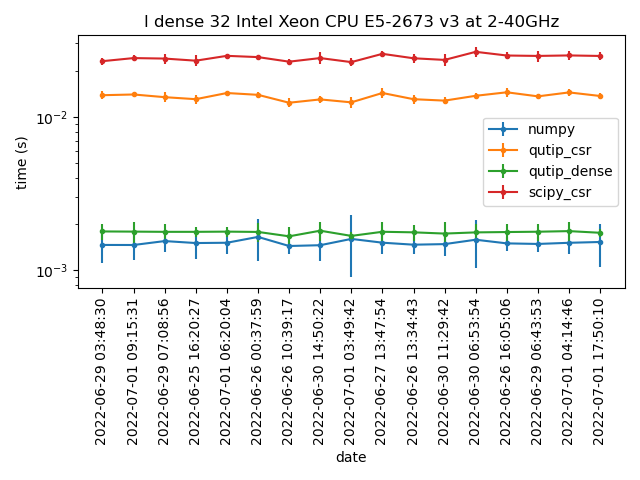 l dense 32 Intel Xeon CPU E5-2673 v3 at 2-40GHz
time (s)
10⁻²
10⁻³
numpy
qutip_csr
qutip_dense
scipy_csr
2022-06-29 03:48:30
2022-07-01 09:15:31
2022-06-29 07:08:56
2022-06-25 16:20:27
2022-07-01 06:20:04
2022-06-26 00:37:59
2022-06-26 10:39:17
2022-06-30 14:50:22
2022-07-01 03:49:42
2022-06-27 13:47:54
2022-06-26 13:34:43
2022-06-30 11:29:42
2022-06-30 06:53:54
2022-06-26 16:05:06
2022-06-29 06:43:53
2022-07-01 04:14:46
2022-07-01 17:50:10
date